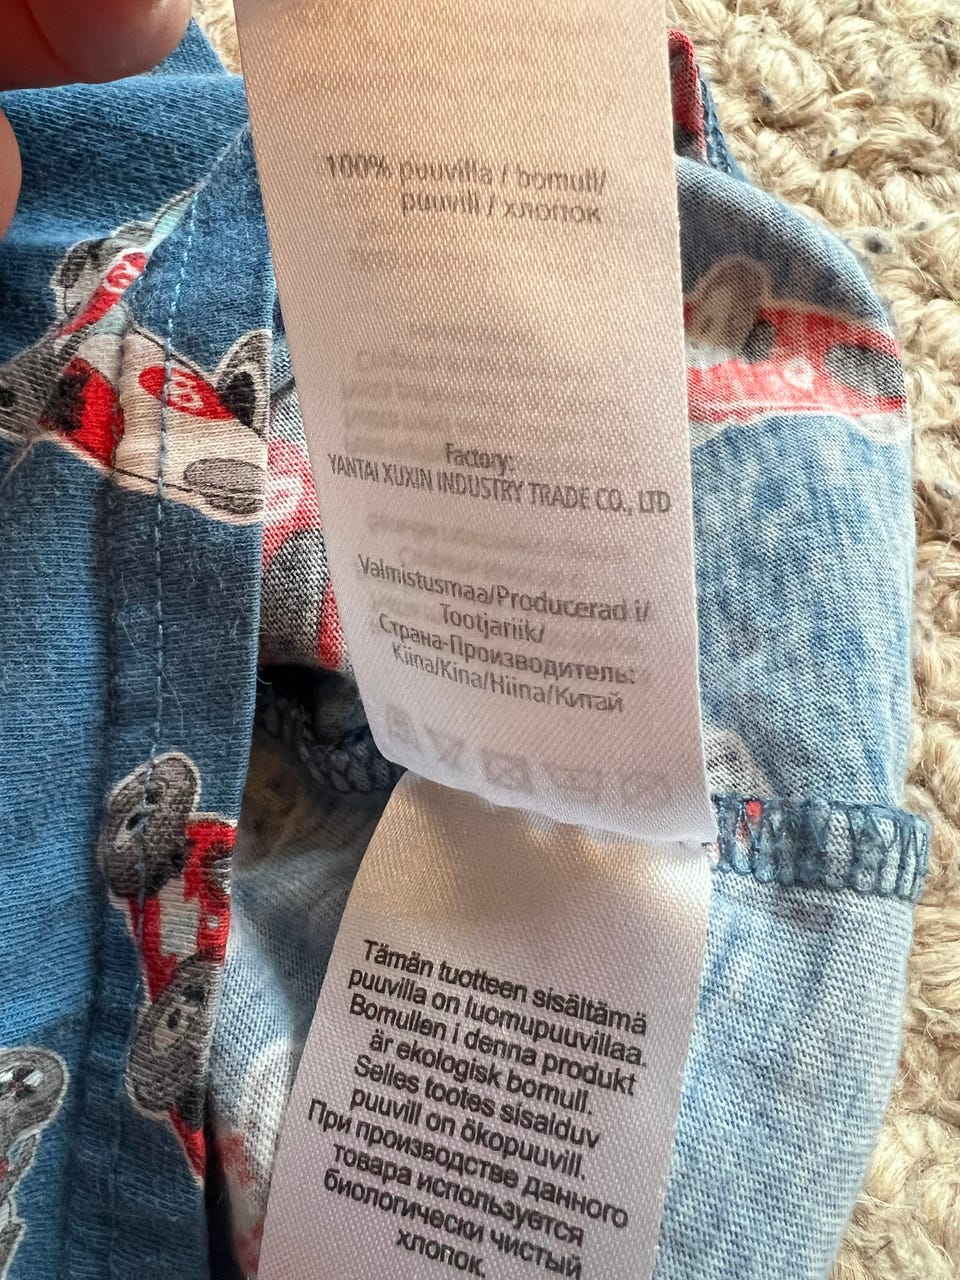 100% puuvilla / bomull/
puuvill / хлопок
Factory:
YANTAI XUXIN INDUSTRY TRADE CO., LTD
Valmistusmaa/Producerad i/
Tootjariik/
Страна-Производитель:
Kiina/Kina/Hiina/Китай
Tämän tuotteen sisältämä
puuvilla on luomupuuvillaa.
Bomullen i denna produkt
är ekologisk bomull.
Selles tootes sisalduv
puuvill on ökopuuvill.
При производстве данного
товара используется
биологически чистый
хлопок.